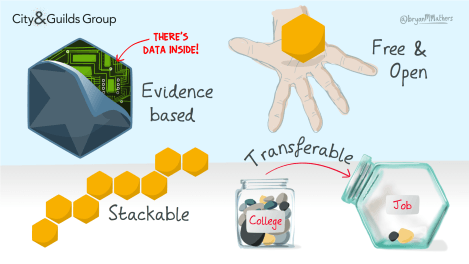 City&Guilds Group
@bryanMMathers
THERE'S
DATA INSIDE!
Free &
Open
Evidence
based
Transferable
Stackable
College
Job